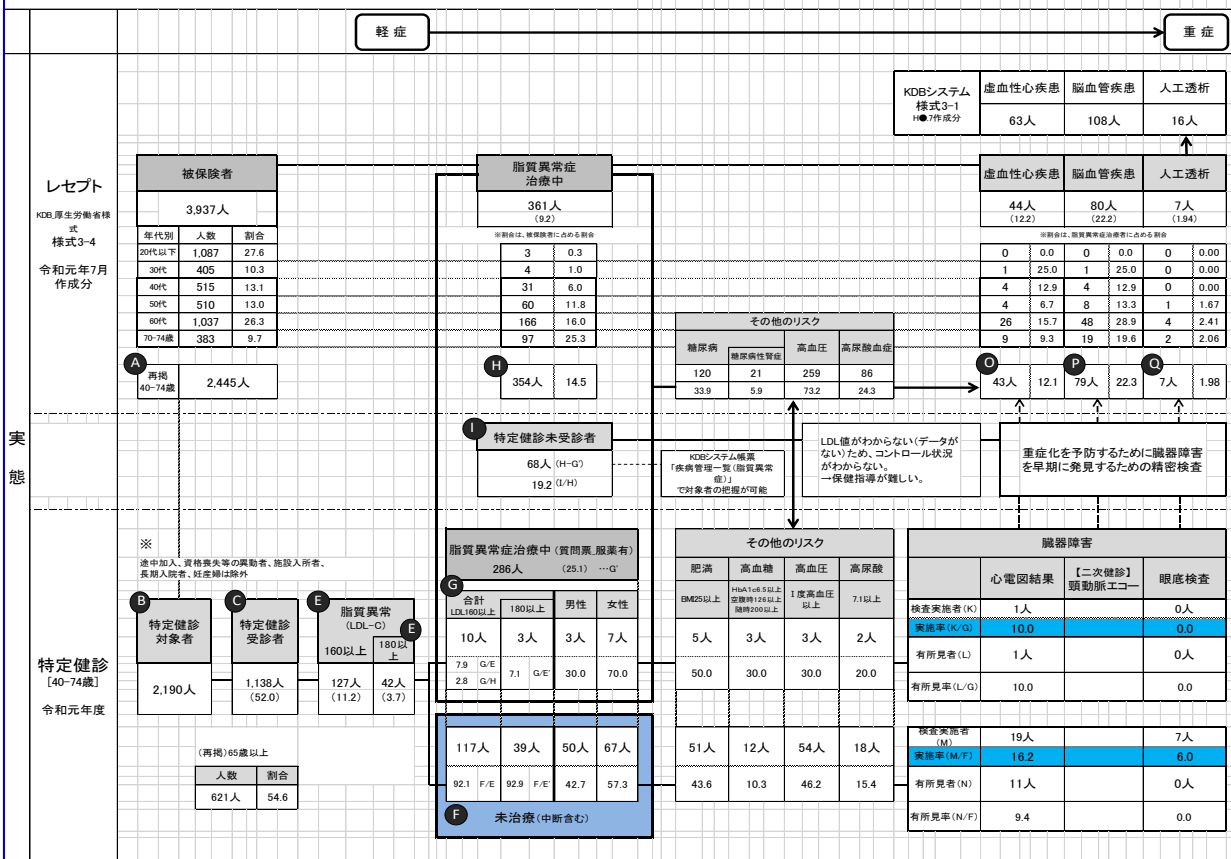 軽症
重症
KDBシステム
様式3-1
H●.7作成分
虚血性心疾患 脳血管疾患 人工透析
63人 108人 16人
レセプト
KDB,厚生労働省様
式
様式3-4
令和元年7月
作成分
被保険者
3,937人
年代別 人数 割合
20代以下 1,087 27.6
30代 405 10.3
40代 515 13.1
50代 510 13.0
60代 1,037 26.3
70-74歳 383 9.7
A
再掲
40-74歳
2,445人
脂質異常症
治療中
361人
(9.2)
※割合は、被保険者に占める割合
3 0.3
4 1.0
31 6.0
60 11.8
166 16.0
97 25.3
H
354人 14.5
その他のリスク
糖尿病 糖尿病性腎症 高血圧 高尿酸血症
120 21 259 86
33.9 5.9 73.2 24.3
虚血性心疾患 脳血管疾患 人工透析
44人 80人 7人
(12.2) (22.2) (1.94)
※割合は、脂質異常症治療者に占める割合
0 0.0 0 0.0 0 0.00
1 25.0 1 25.0 0 0.00
4 12.9 4 12.9 0 0.00
4 6.7 8 13.3 1 1.67
26 15.7 48 28.9 4 2.41
9 9.3 19 19.6 2 2.06
O P Q
43人 12.1 79人 22.3 7人 1.98
実
態
I
特定健診未受診者
68人 (H-G')
19.2 (I/H)
KDBシステム帳票
「疾病管理一覧(脂質異常
症)」
で対象者の把握が可能
LDL値がわからない(データが
ない)ため、コントロール状況
がわからない。
→保健指導が難しい。
重症化を予防するために臓器障害
を早期に発見するための精密検査
特定健診
[40-74歳]
令和元年度
※
途中加入、資格喪失等の異動者、施設入所者、
長期入院者、妊産婦は除外
B
特定健診
対象者
2,190人
C
特定健診
受診者
1,138人
(52.0)
E
脂質異常
(LDL-C)
E
160以上
180以
上
127人 42人
(11.2) (3.7)
(再掲)65歳以上
人数 割合
621人 54.6
脂質異常症治療中(質問票_服薬有)
286人 (25.1) …G'
G
合計
LDL160以上
180以上 男性 女性
10人 3人 3人 7人
7.9 G/E
2.8 G/H
7.1 G/E' 30.0 70.0
117人 39人 50人 67人
92.1 F/E 92.9 F/E' 42.7 57.3
F
未治療(中断含む)
その他のリスク
肥満 高血糖 高血圧 高尿酸
BMI25以上
HbA1c6.5以上
空腹時126以上
随時200以上
Ⅰ度高血圧
以上
7.1以上
5人 3人 3人 2人
50.0 30.0 30.0 20.0
51人 12人 54人 18人
43.6 10.3 46.2 15.4
臓器障害
心電図結果
【二次健診】
頸動脈エコー
眼底検査
検査実施者(K) 1人 0人
実施率(K/G) 10.0 0.0
有所見者(L) 1人 0人
有所見率(L/G) 10.0 0.0
検査実施者
(M)
19人 7人
実施率(M/F) 16.2 6.0
有所見者(N) 11人 0人
有所見率(N/F) 9.4 0.0